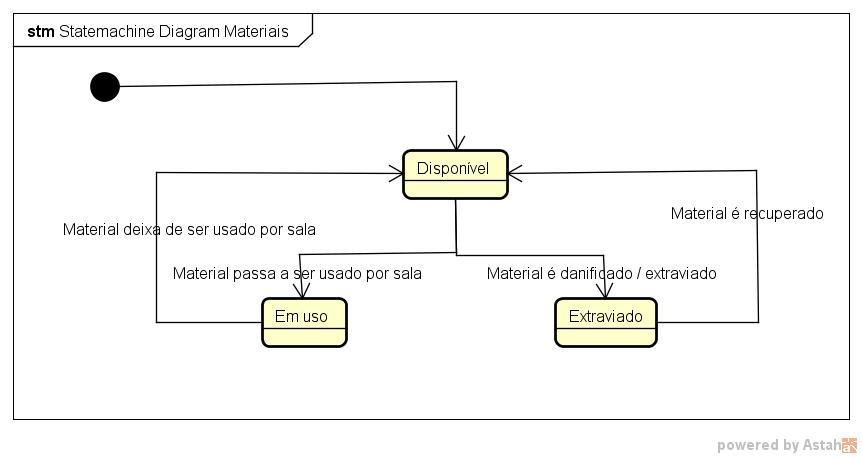 stm Statemachine Diagram Materiais
Disponível
Material é recuperado
Material deixa de ser usado por sala
Material passa a ser usado por sala
Material é danificado / extraviado
Em uso
Extraviado
powered by Astah